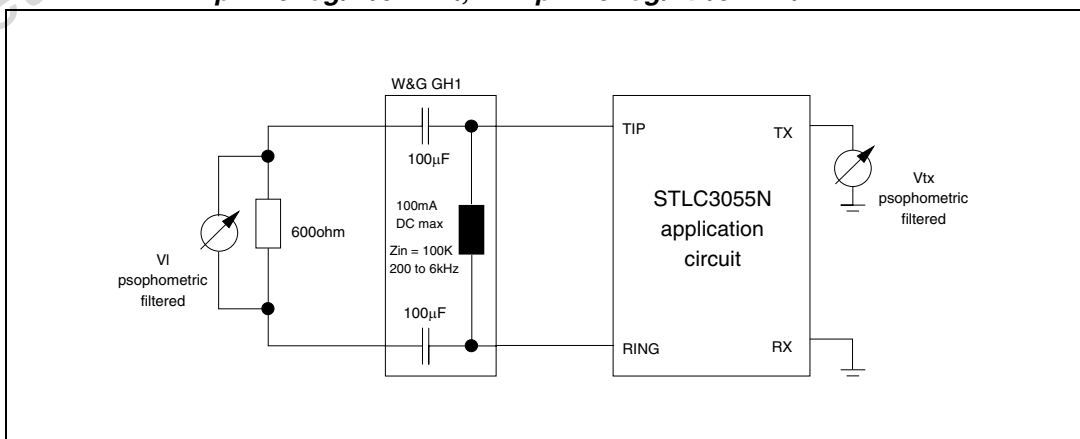 W&G GH1
TIP
TX
100μF
Vtx
psophometric
filtered
100mA
DC max
STLC3055N
application
circuit
600ohm
Zin = 100K
200 to 6kHz
Vl
psophometric
filtered
100μF
RING
RX